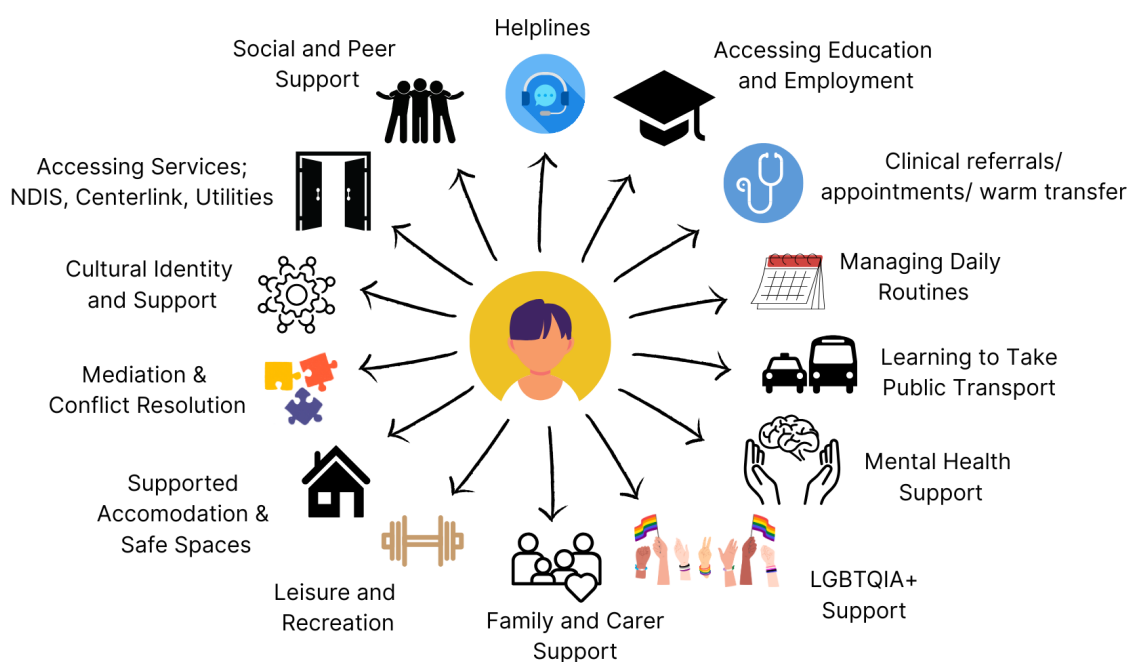 Helplines
Accessing Education
and Employment
Clinical referrals/
appointments/ warm transfer
Managing Daily
Routines
Learning to Take
Public Transport
Mental Health
Support
LGBTQIA+
Support
Family and Carer
Support
Leisure and
Recreation
Supported
Accomodation &
Safe Spaces
Mediation &
Conflict Resolution
Cultural Identity
and Support
Accessing Services;
NDIS, Centerlink, Utilities
Social and Peer
Support